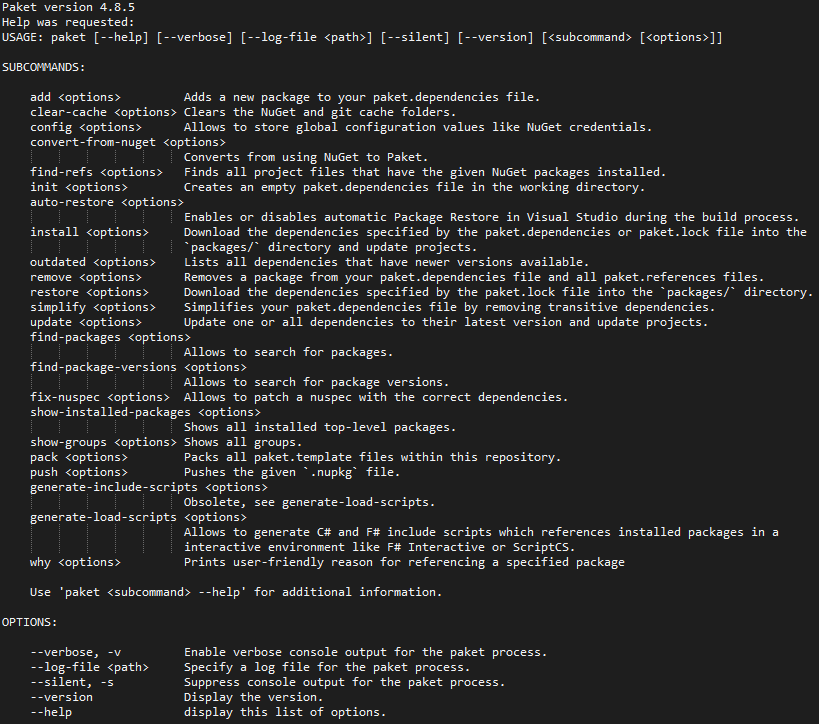 Paket version 4.8.5
Help was requested:
USAGE: paket [--help] [--verbose] [--log-file <path>] [--silent] [--version] [<subcommand> [<options>]]

SUBCOMMANDS:

    add <options>         Adds a new package to your paket.dependencies file.
    clear-cache <options> Clears the NuGet and git cache folders.
    config <options>      Allows to store global configuration values like NuGet credentials.
    convert-from-nuget <options>
                          Converts from using NuGet to Paket.
    find-refs <options>   Finds all project files that have the given NuGet packages installed.
    init <options>        Creates an empty paket.dependencies file in the working directory.
    auto-restore <options>
                          Enables or disables automatic Package Restore in Visual Studio during the build process.
    install <options>     Download the dependencies specified by the paket.dependencies or paket.lock file into the
                          `packages/` directory and update projects.
    outdated <options>    Lists all dependencies that have newer versions available.
    remove <options>      Removes a package from your paket.dependencies file and all paket.references files.
    restore <options>     Download the dependencies specified by the paket.lock file into the `packages/` directory.
    simplify <options>    Simplifies your paket.dependencies file by removing transitive dependencies.
    update <options>      Update one or all dependencies to their latest version and update projects.
    find-packages <options>
                          Allows to search for packages.
    find-package-versions <options>
                          Allows to search for package versions.
    fix-nuspec <options>  Allows to patch a nuspec with the correct dependencies.
    show-installed-packages <options>
                          Shows all installed top-level packages.
    show-groups <options> Shows all groups.
    pack <options>        Packs all paket.template files within this repository.
    push <options>        Pushes the given `.nupkg` file.
    generate-include-scripts <options>
                          Obsolete, see generate-load-scripts.
    generate-load-scripts <options>
                          Allows to generate C# and F# include scripts which references installed packages in a
                          interactive environment like F# Interactive or ScriptCS.
    why <options>         Prints user-friendly reason for referencing a specified package

    Use 'paket <subcommand> --help' for additional information.

OPTIONS:

    --verbose, -v         Enable verbose console output for the paket process.
    --log-file <path>     Specify a log file for the paket process.
    --silent, -s          Suppress console output for the paket process.
    --version             Display the version.
    --help                display this list of options.